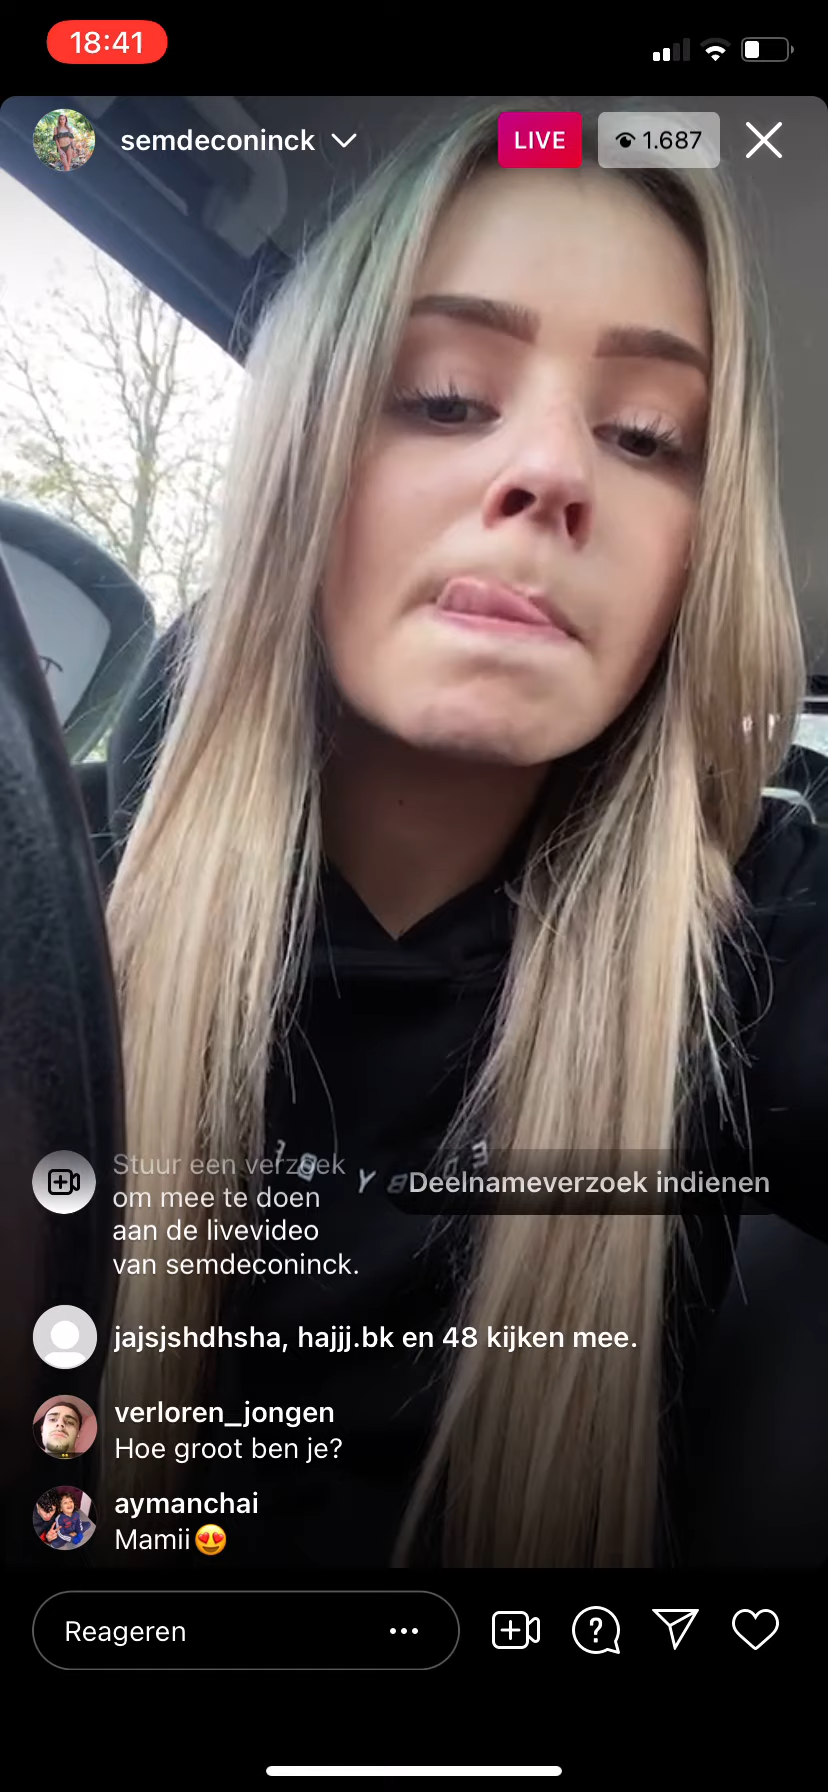 18:41
semdeconinck
LIVE
1.687
Stuur een verzoek
om mee te doen
aan de livevideo
van semdeconinck.
Deelnameverzoek indienen
jajsjshdhsha, hajjj.bk en 48 kijken mee.
verloren_jongen
Hoe groot ben je?
aymanchai
Mamii😍
Reageren